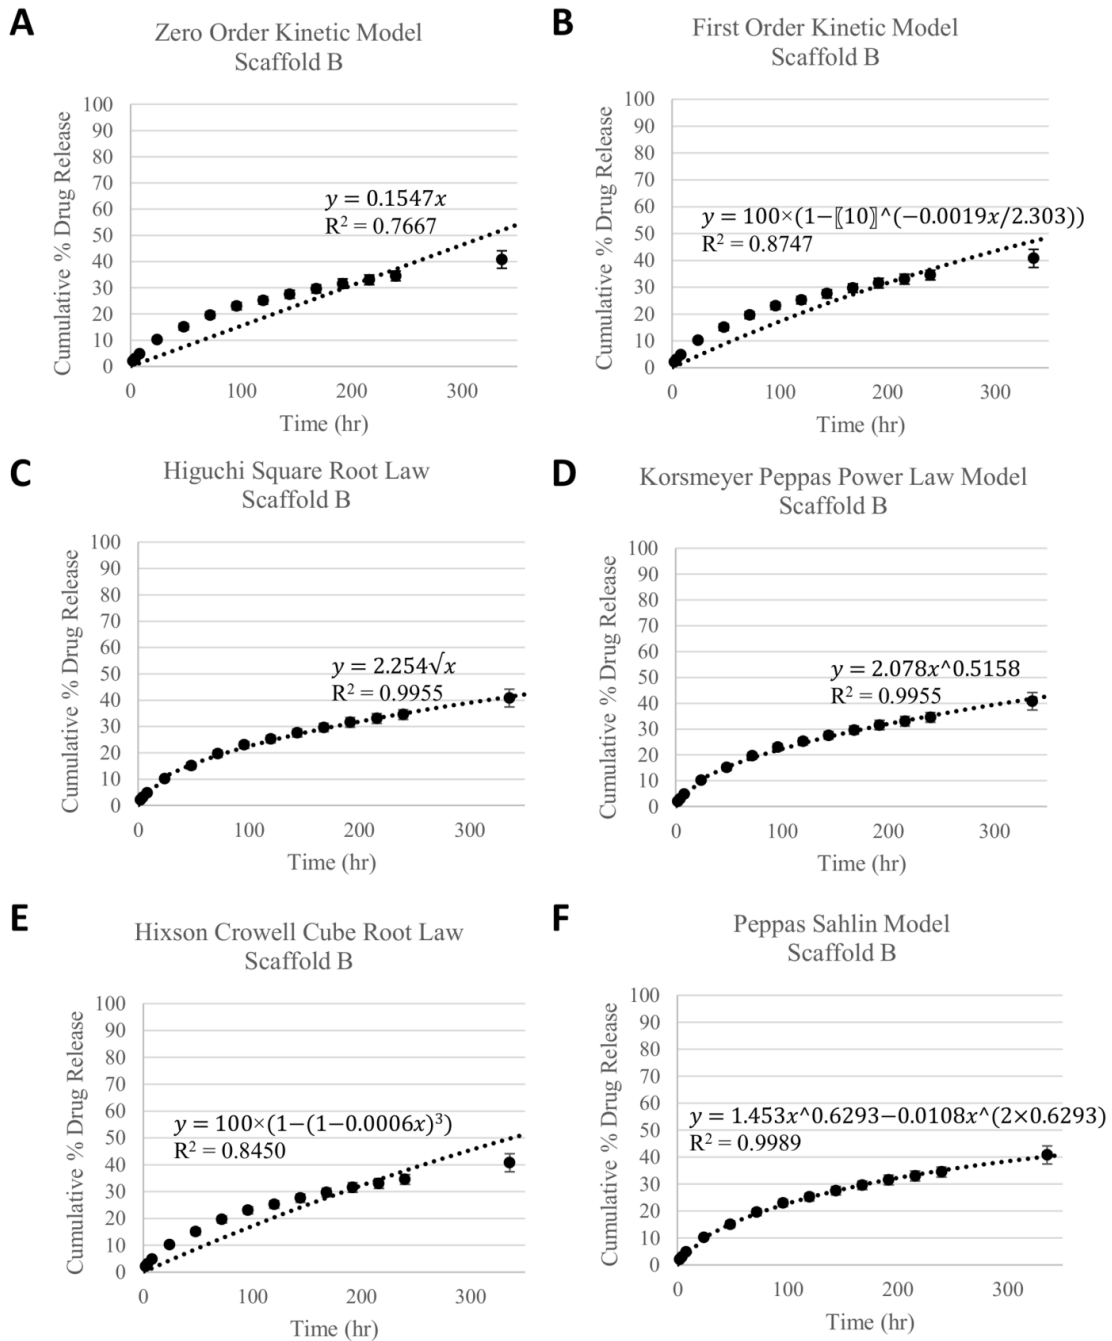 A
Zero Order Kinetic Model
Scaffold B
Cumulative % Drug Release
100
90
80
70
60
50
40
30
20
10
0
y = 0.1547x
R² = 0.7667
0 100 200 300
Time (hr)
B
First Order Kinetic Model
Scaffold B
Cumulative % Drug Release
100
90
80
70
60
50
40
30
20
10
0
y = 100×(1−〖10〗^(−0.0019x/2.303))
R² = 0.8747
0 100 200 300
Time (hr)
C
Higuchi Square Root Law
Scaffold B
Cumulative % Drug Release
100
90
80
70
60
50
40
30
20
10
0
y = 2.254√x
R² = 0.9955
0 100 200 300
Time (hr)
D
Korsmeyer Peppas Power Law Model
Scaffold B
Cumulative % Drug Release
100
90
80
70
60
50
40
30
20
10
0
y = 2.078x^0.5158
R² = 0.9955
0 100 200 300
Time (hr)
E
Hixson Crowell Cube Root Law
Scaffold B
Cumulative % Drug Release
100
90
80
70
60
50
40
30
20
10
0
y = 100×(1−(1−0.0006x)³)
R² = 0.8450
0 100 200 300
Time (hr)
F
Peppas Sahlin Model
Scaffold B
Cumulative % Drug Release
100
90
80
70
60
50
40
30
20
10
0
y = 1.453x^0.6293−0.0108x^(2×0.6293)
R² = 0.9989
0 100 200 300
Time (hr)